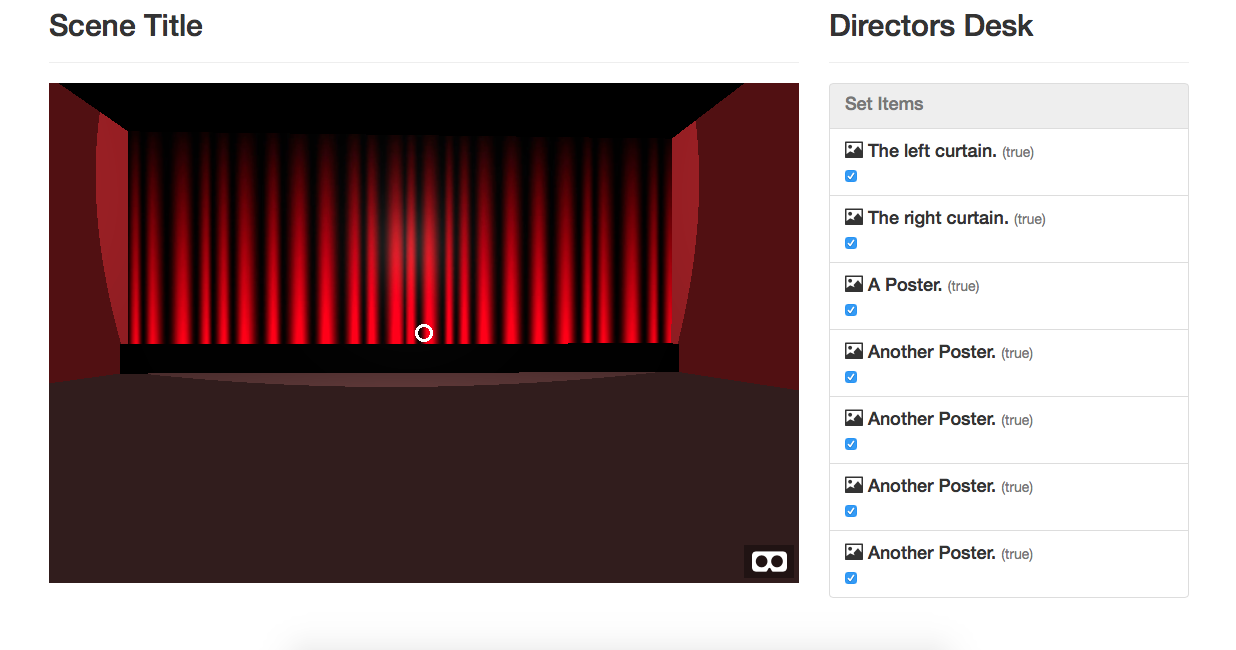 Scene Title
Directors Desk
Set Items
The left curtain. (true)
The right curtain. (true)
A Poster. (true)
Another Poster. (true)
Another Poster. (true)
Another Poster. (true)
Another Poster. (true)